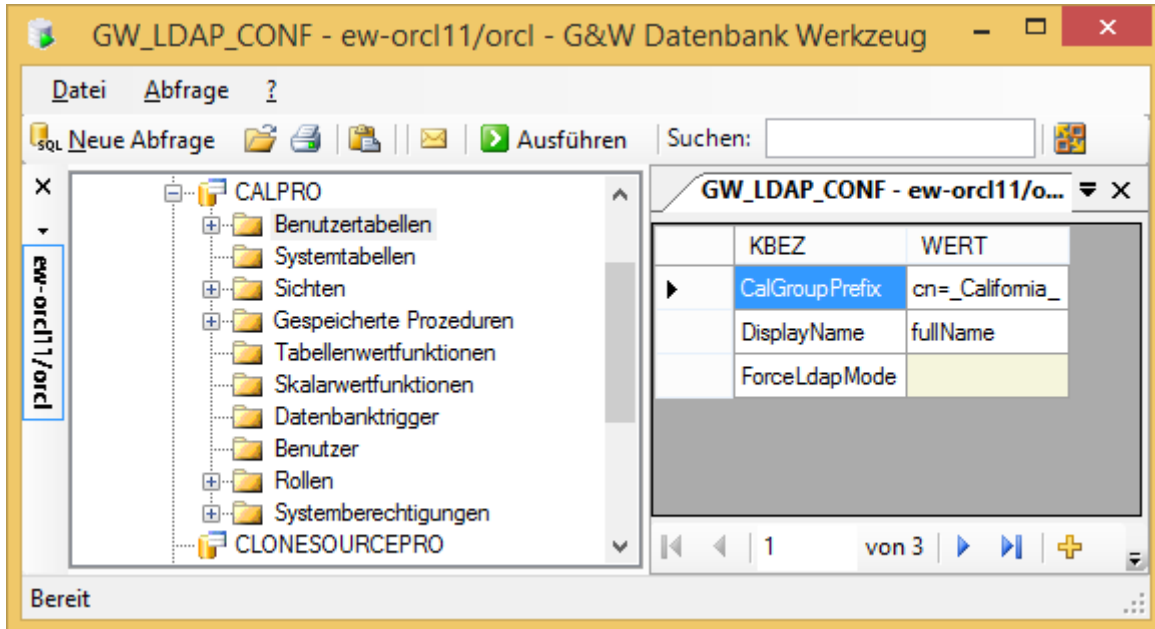 GW_LDAP_CONF - ew-orcl11/orcl - G&W Datenbank Werkzeug
Datei Abfrage ?
SQL Neue Abfrage Ausführen Suchen:
ew-orcl11/orcl
CALPRO
Benutzertabellen
Systemtabellen
Sichten
Gespeicherte Prozeduren
Tabellenwertfunktionen
Skalarwertfunktionen
Datenbanktrigger
Benutzer
Rollen
Systemberechtigungen
CLONESOURCEPRO
GW_LDAP_CONF - ew-orcl11/o...
KBEZ WERT
CalGroupPrefix cn=_California_
DisplayName fullName
ForceLdapMode
1 von 3
Bereit